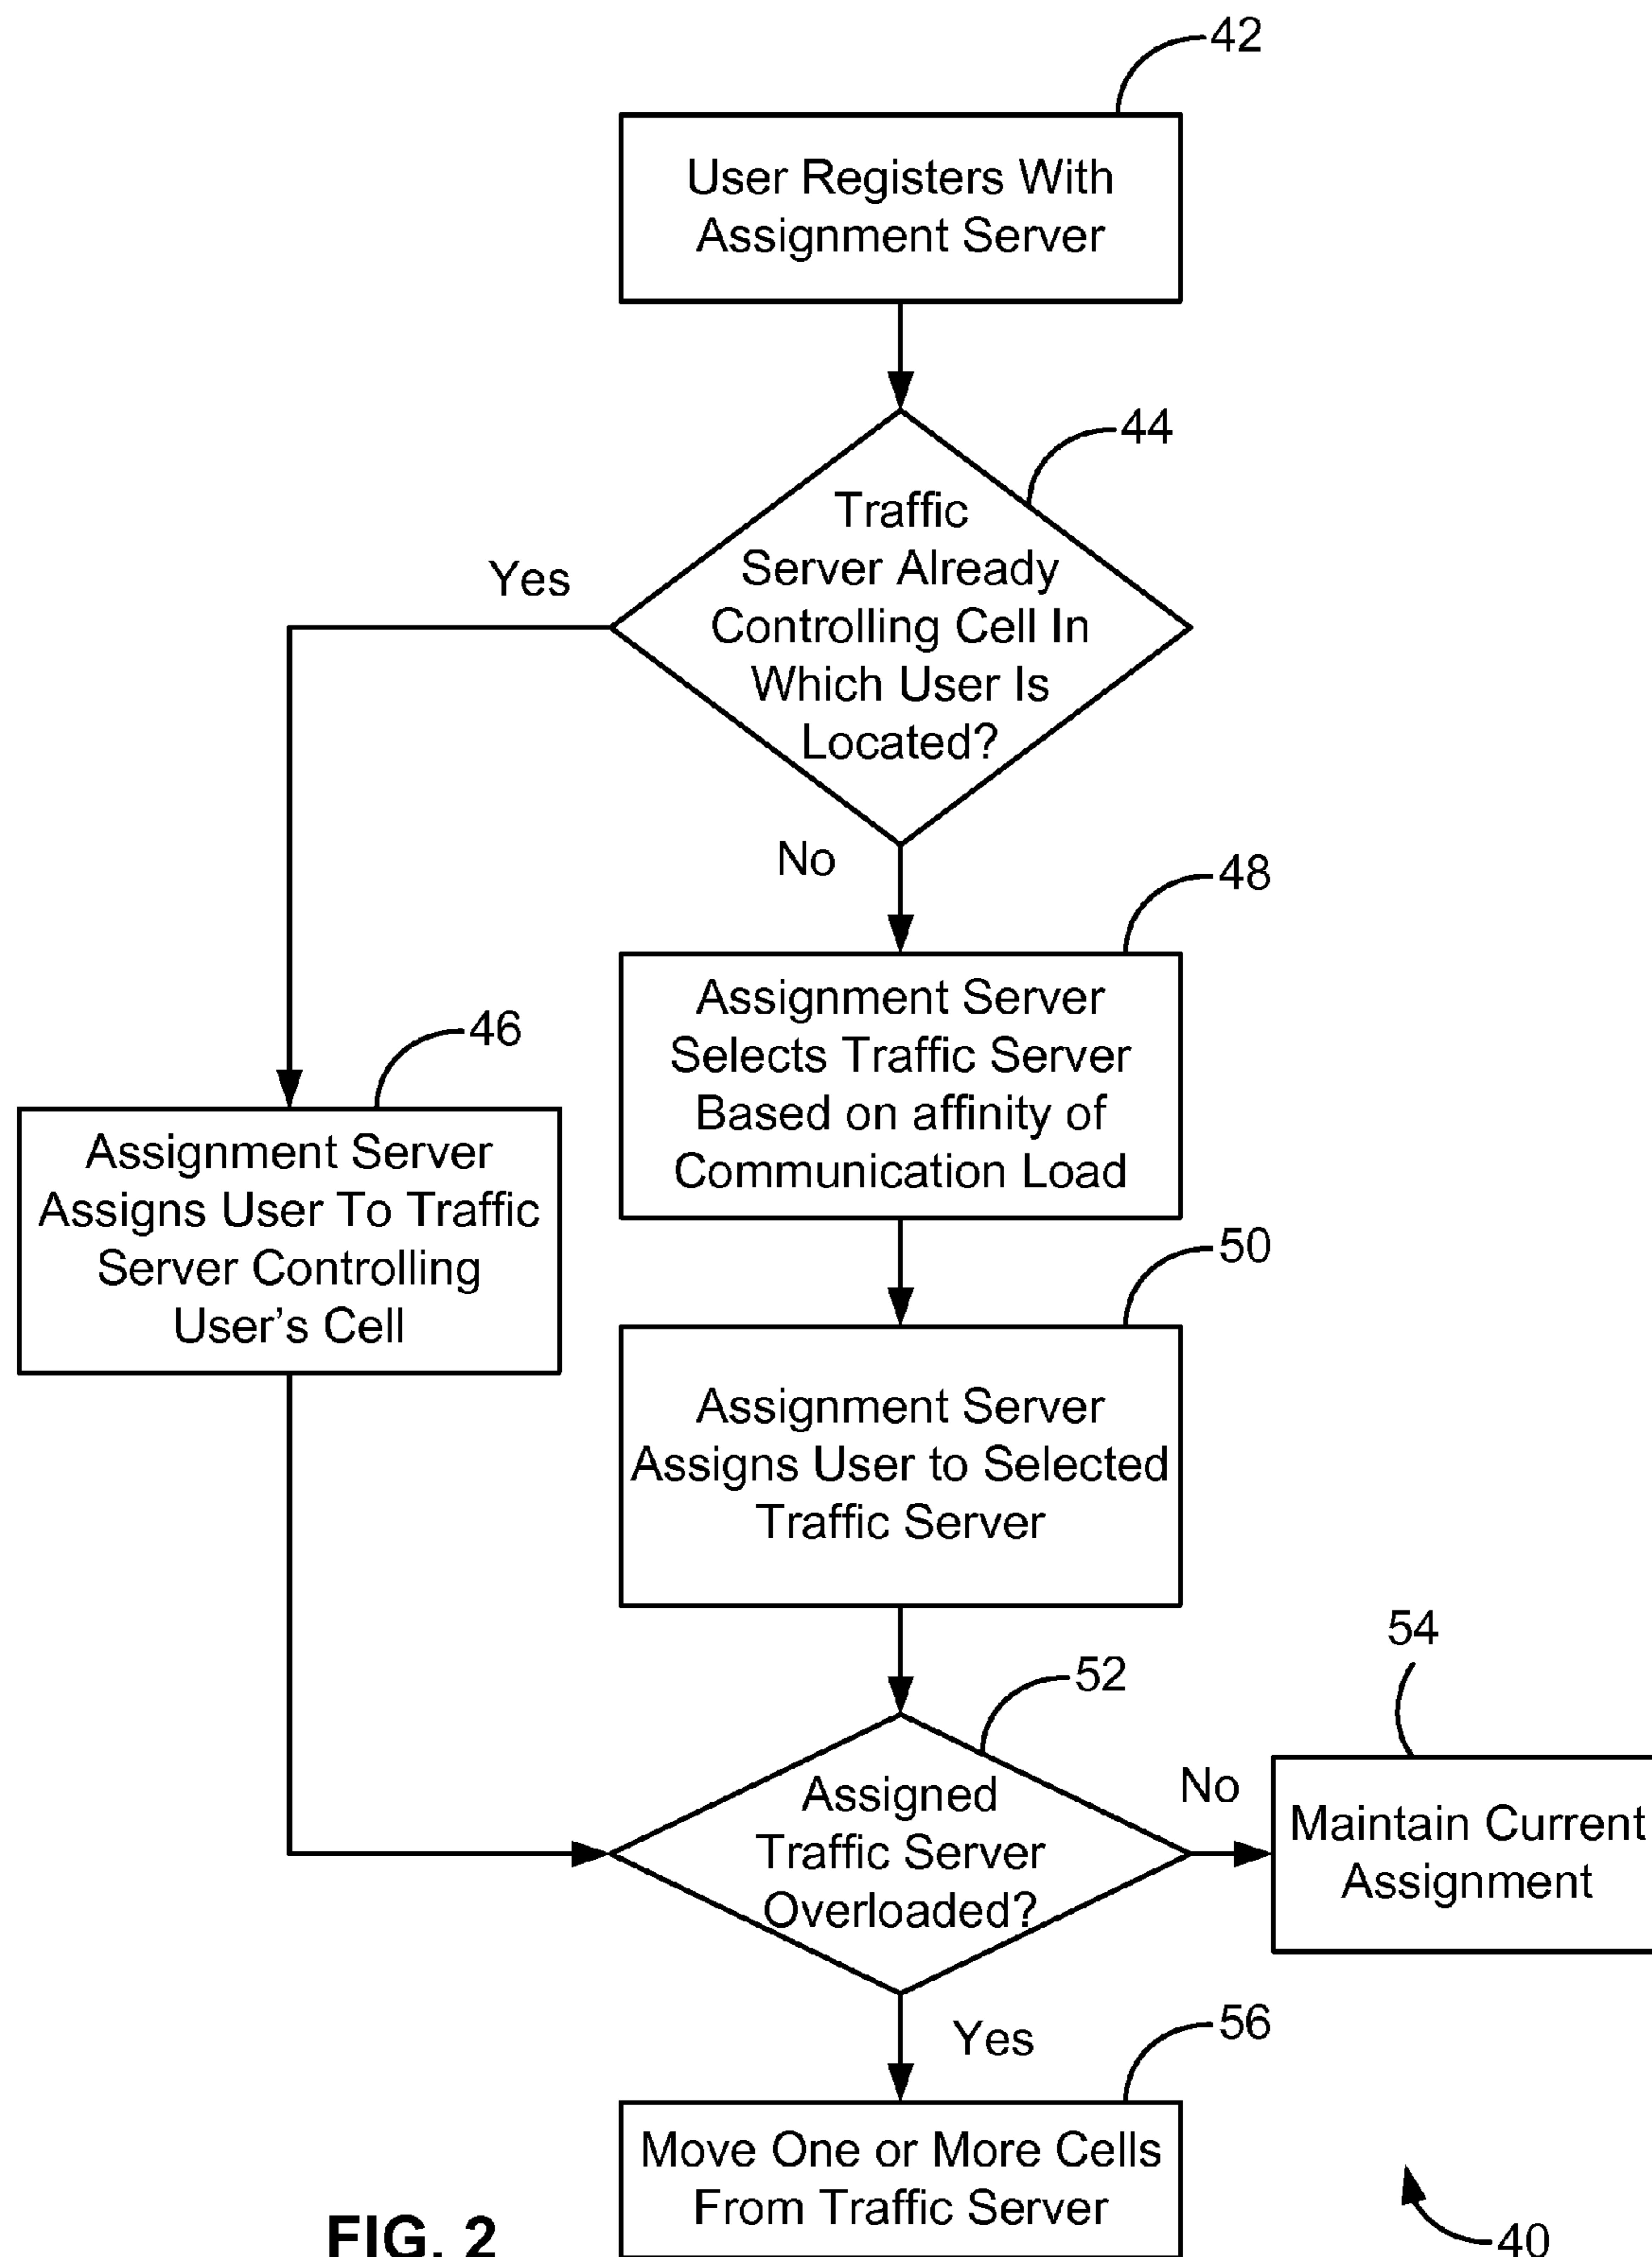 42
User Registers With
Assignment Server
44
Traffic
Server Already
Controlling Cell In
Which User Is
Located?
Yes
No
48
Assignment Server
Selects Traffic Server
Based on affinity of
Communication Load
46
Assignment Server
Assigns User To Traffic
Server Controlling
User's Cell
50
Assignment Server
Assigns User to Selected
Traffic Server
52
Assigned
Traffic Server
Overloaded?
No
54
Maintain Current
Assignment
Yes
56
Move One or More Cells
From Traffic Server
FIG. 2
40